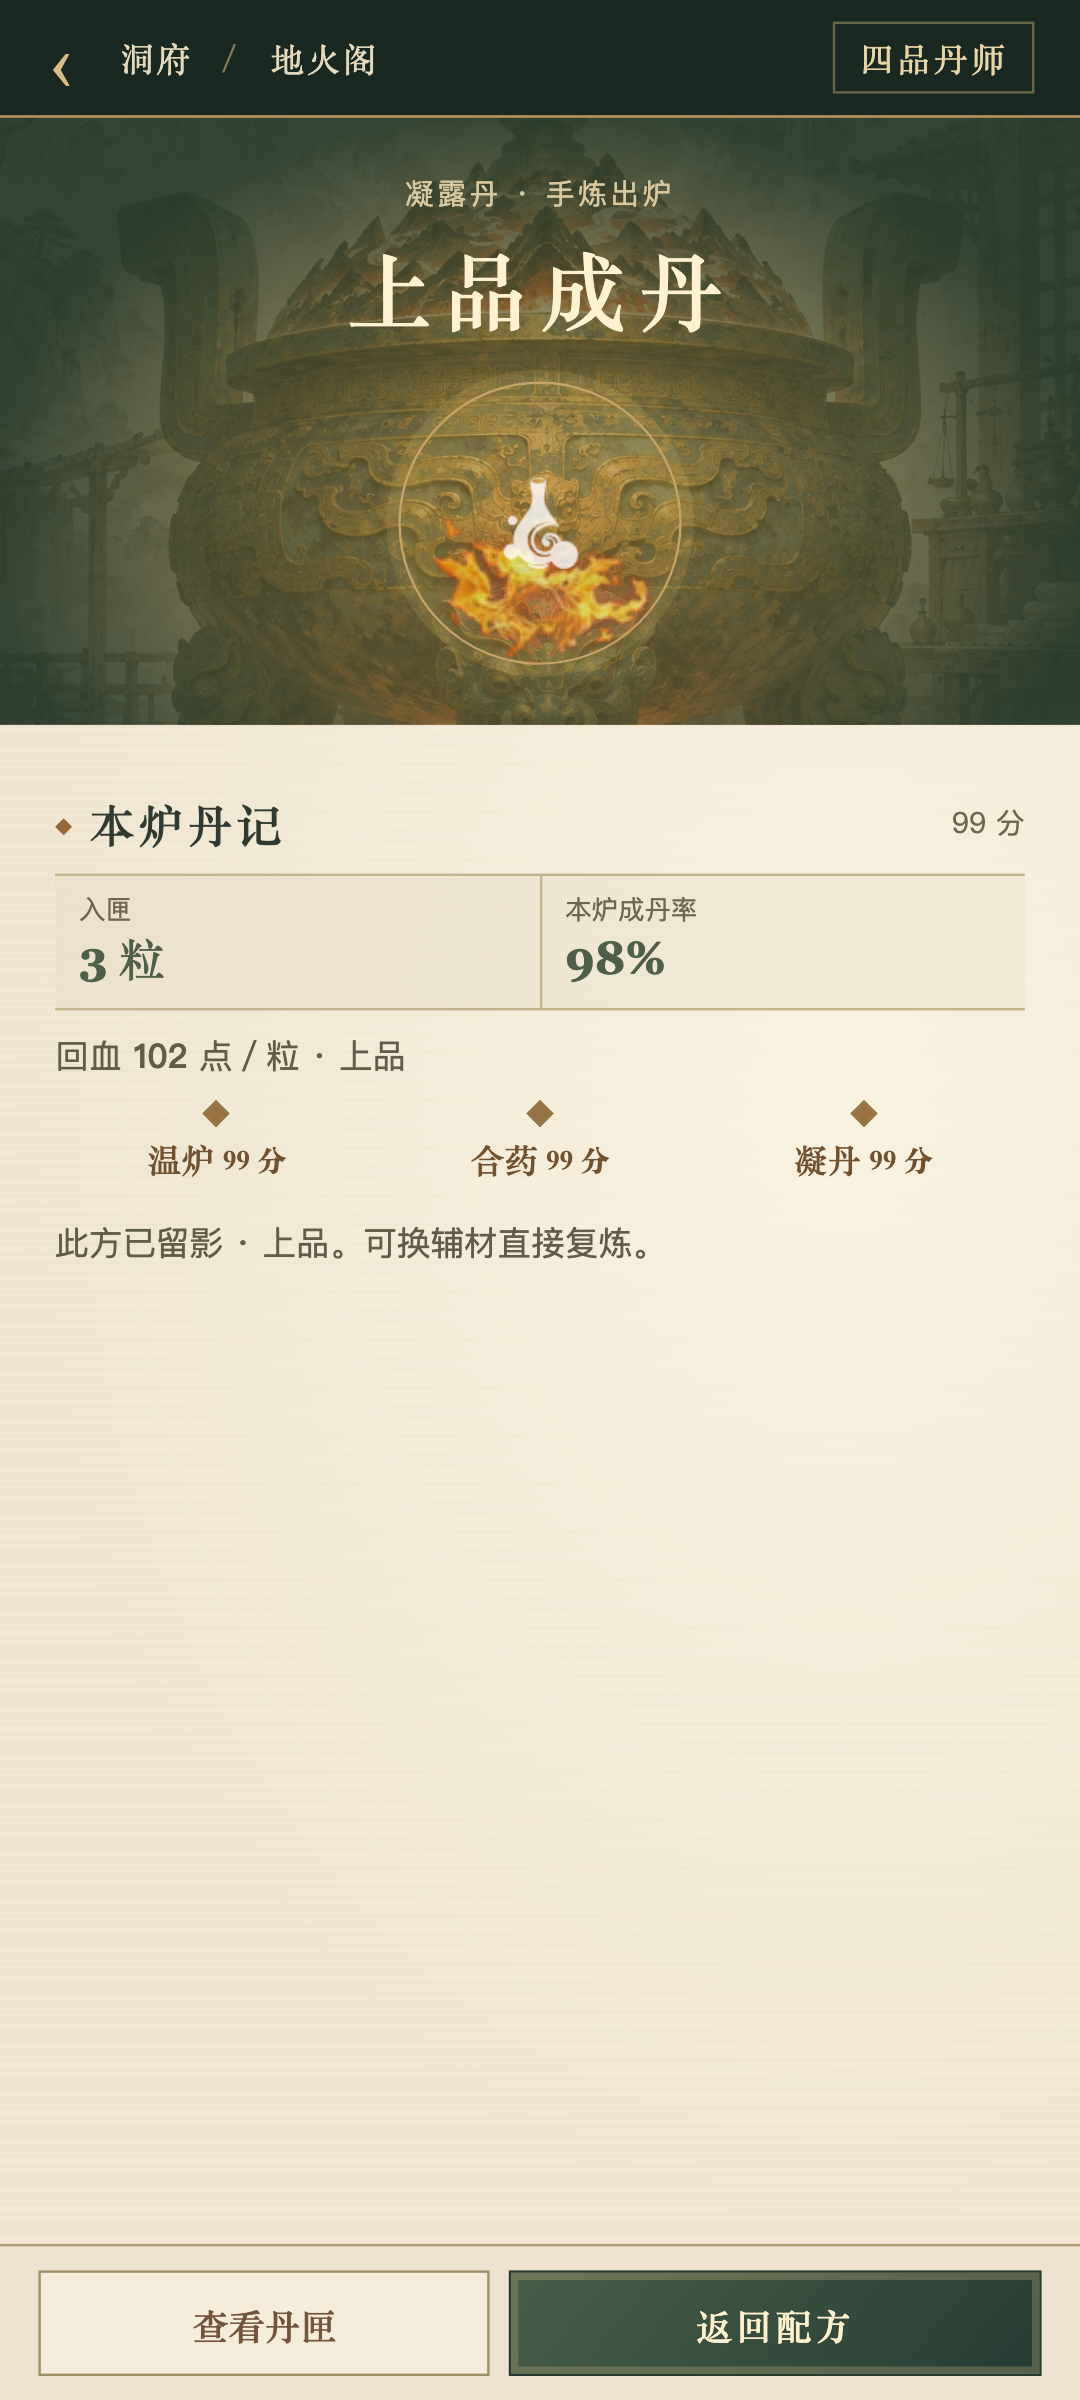 ‹ 洞府 / 地火阁 四品丹师
凝露丹 · 手炼出炉
上品成丹
本炉丹记 99 分
入匣 本炉成丹率
3 粒 98%
回血 102 点 / 粒 · 上品
温炉 99 分 合药 99 分 凝丹 99 分
此方已留影 · 上品。可换辅材直接复炼。
查看丹匣 返回配方